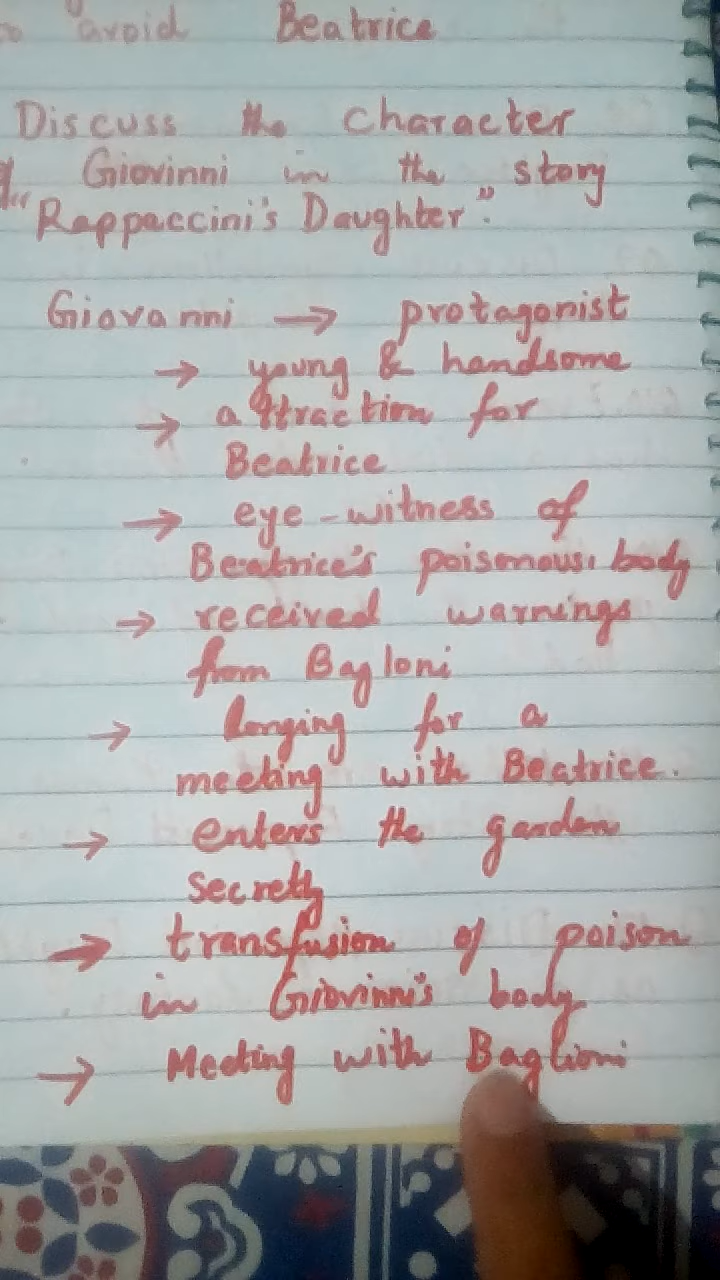 to avoid Beatrice
Discuss the character
of Giovinni in the story
"Rappaccini's Daughter".
Giovanni → protagonist
→ young & handsome
→ attraction for
Beatrice
→ eye-witness of
Beatrice's poisonous body
→ received warnings
from Bagloni
→ longing for a
meeting with Beatrice.
→ enters the garden
secretly
→ transfusion of poison
in Giovinni's body
→ Meeting with Baglioni